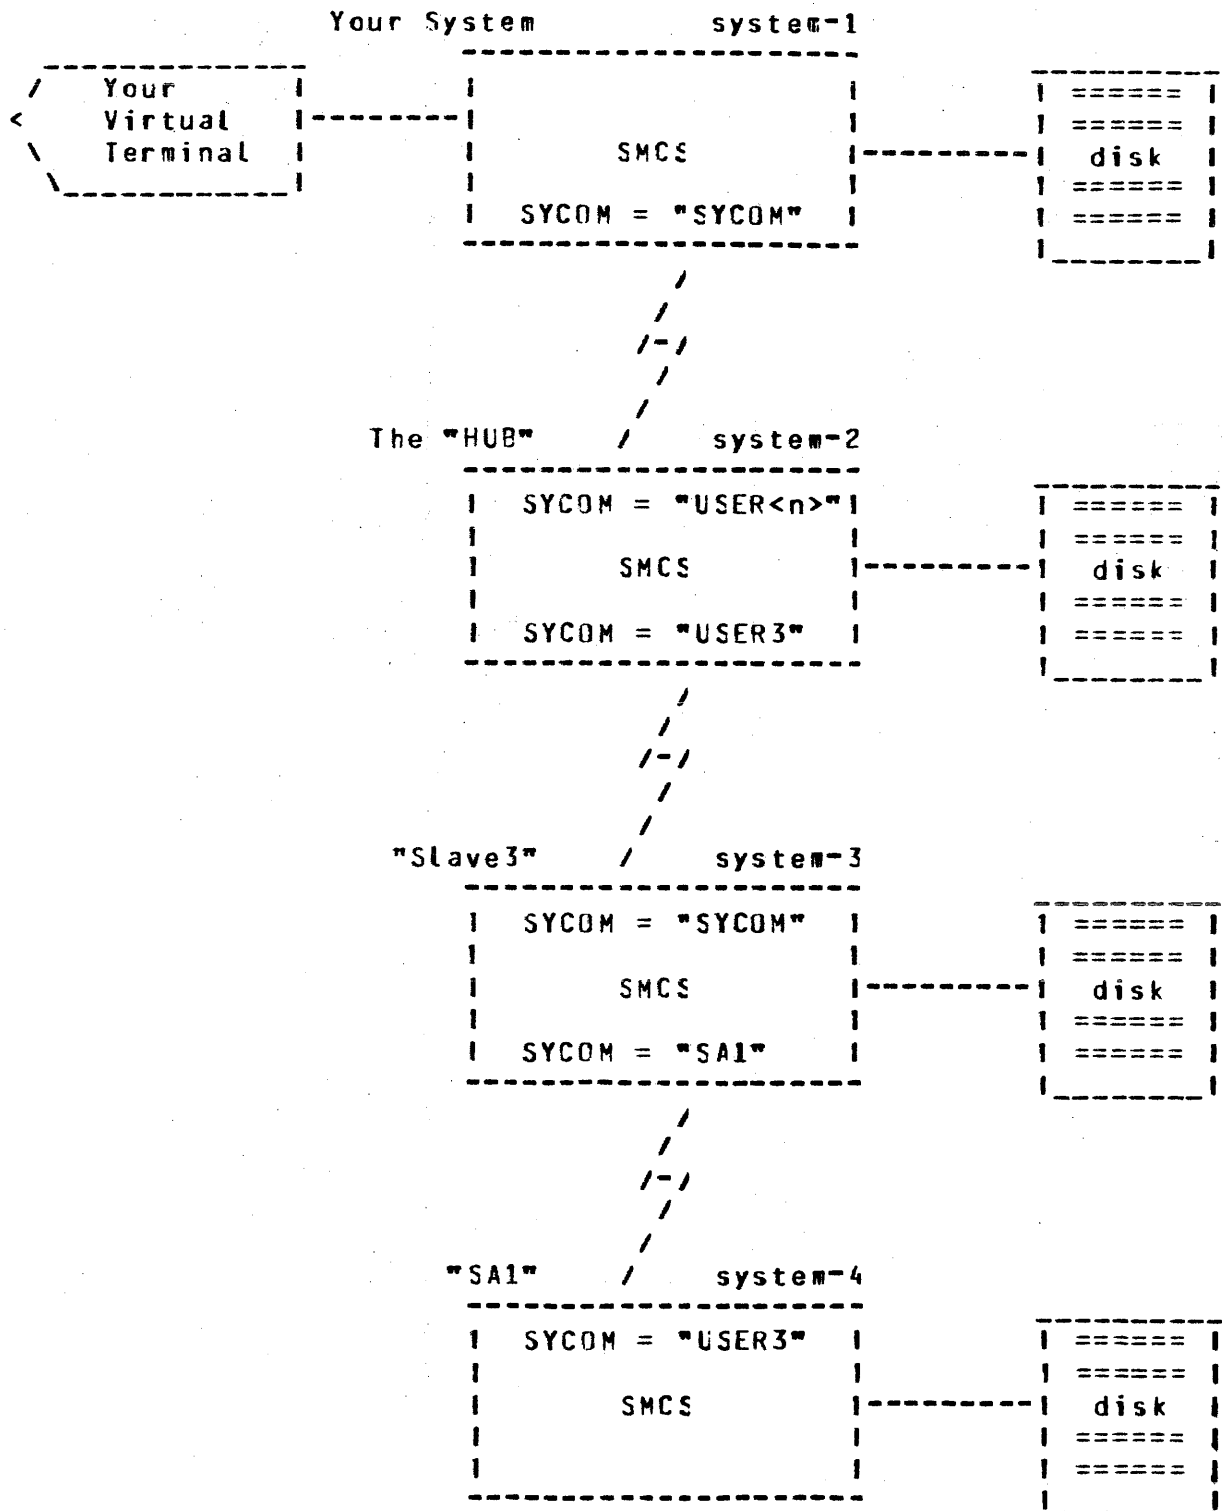 Your System system-1
Your
Virtual
Terminal
SMCS
SYCOM = "SYCOM"
======
======
disk
======
======
The "HUB" system-2
SYCOM = "USER<n>"
SMCS
SYCOM = "USER3"
======
======
disk
======
======
"Slave3" system-3
SYCOM = "SYCOM"
SMCS
SYCOM = "SA1"
======
======
disk
======
======
"SA1" system-4
SYCOM = "USER3"
SMCS
======
======
disk
======
======